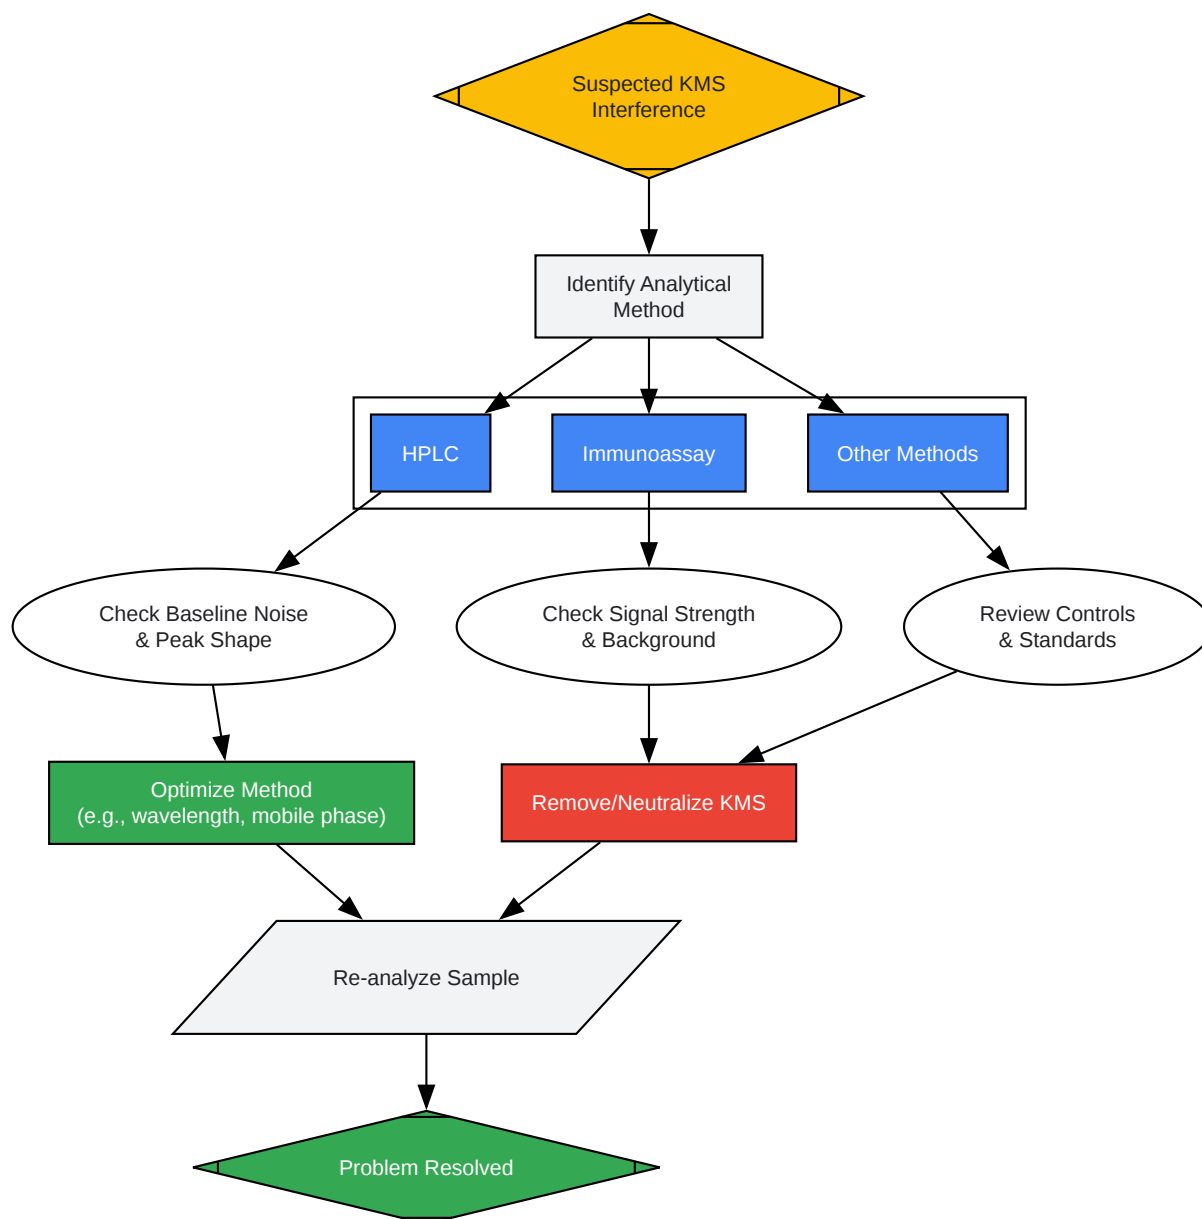 Suspected KMS
Interference
Identify Analytical
Method
HPLC
Immunoassay
Other Methods
Check Baseline Noise
& Peak Shape
Check Signal Strength
& Background
Review Controls
& Standards
Optimize Method
(e.g., wavelength, mobile phase)
Remove/Neutralize KMS
Re-analyze Sample
Problem Resolved